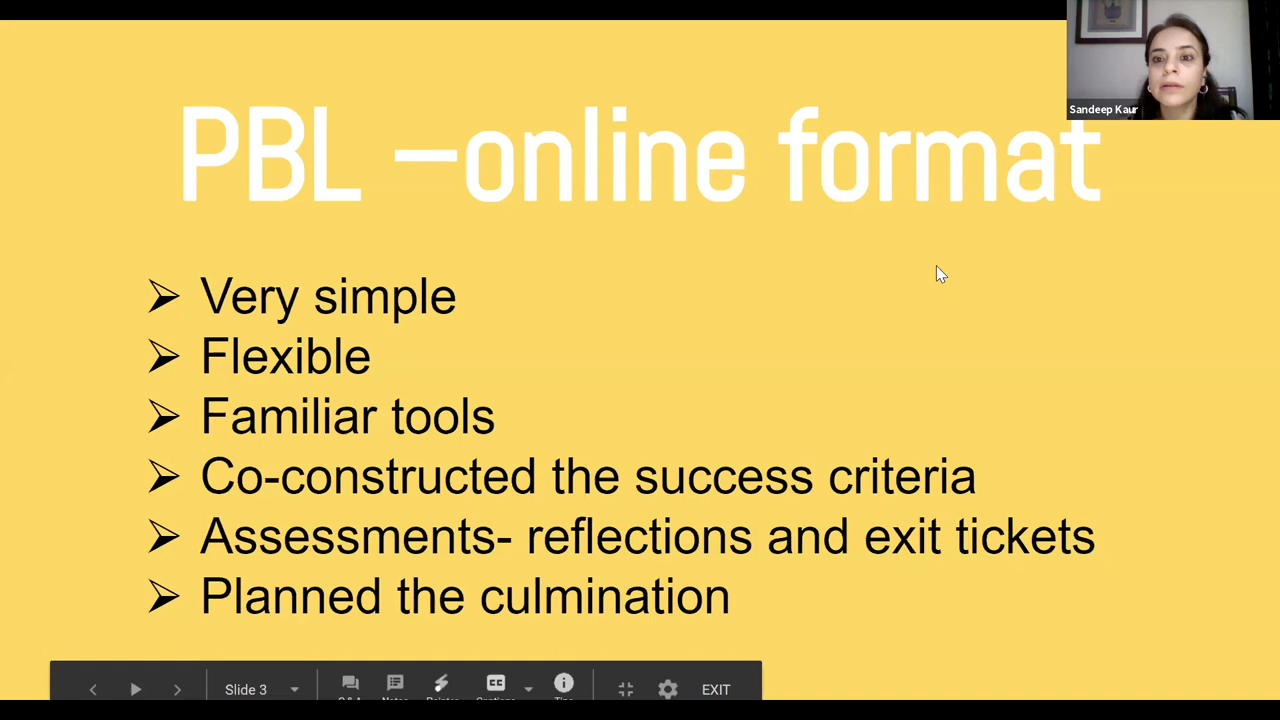 Sandeep Kaur
PBL –online format
➢ Very simple
➢ Flexible
➢ Familiar tools
➢ Co-constructed the success criteria
➢ Assessments- reflections and exit tickets
➢ Planned the culmination
Slide 3
EXIT